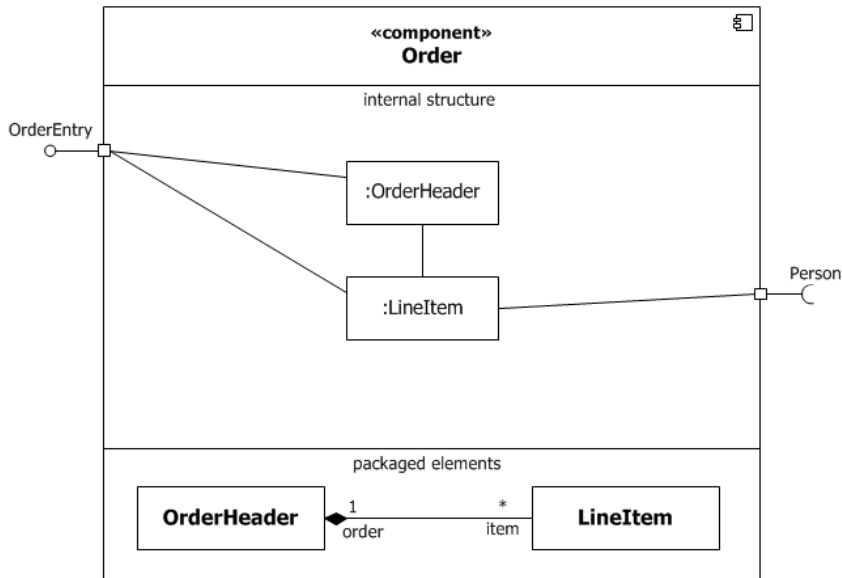 «component»
Order
internal structure
OrderEntry
:OrderHeader
Person
:LineItem
packaged elements
OrderHeader
1
order
*
item
LineItem